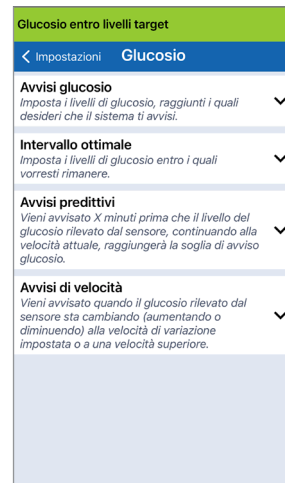 Glucosio entro livelli target
Impostazioni Glucosio
Avvisi glucosio
Imposta i livelli di glucosio, raggiunti i quali
desideri che il sistema ti avvisi.
Intervallo ottimale
Imposta i livelli di glucosio entro i quali
vorresti rimanere.
Avvisi predittivi
Vieni avvisato X minuti prima che il livello del
glucosio rilevato dal sensore, continuando alla
velocità attuale, raggiungerà la soglia di avviso
glucosio.
Avvisi di velocità
Vieni avvisato quando il glucosio rilevato dal
sensore sta cambiando (aumentando o
diminuendo) alla velocità di variazione
impostata o a una velocità superiore.